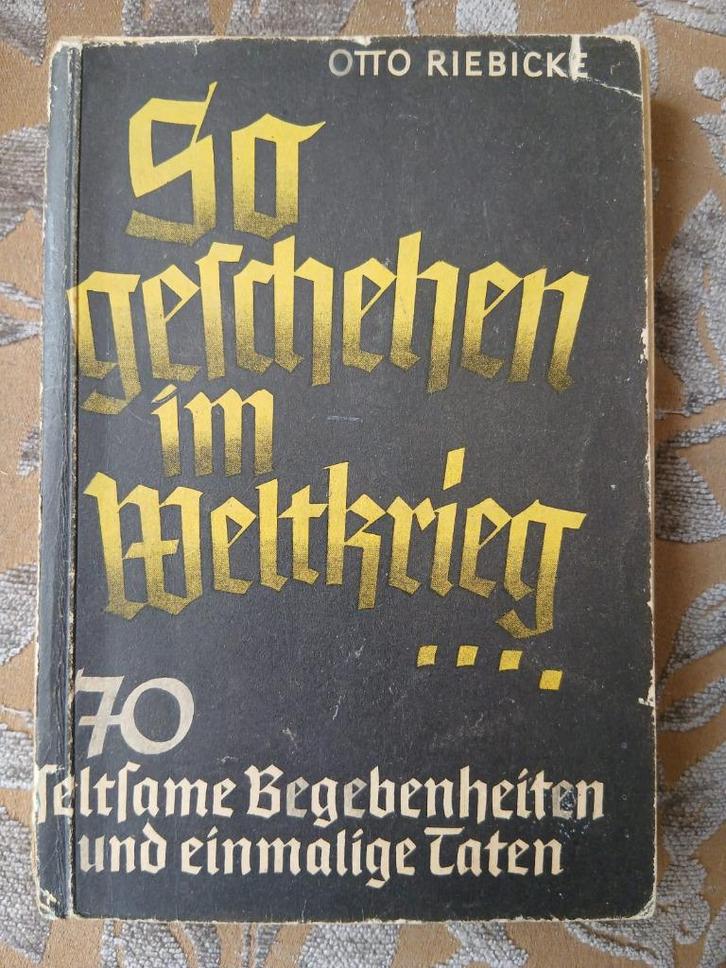 OTTO RIEBICKE
So
geſchehen
im
Weltkrieg
....
70
ſeltſame Begebenheiten
und einmalige Taten